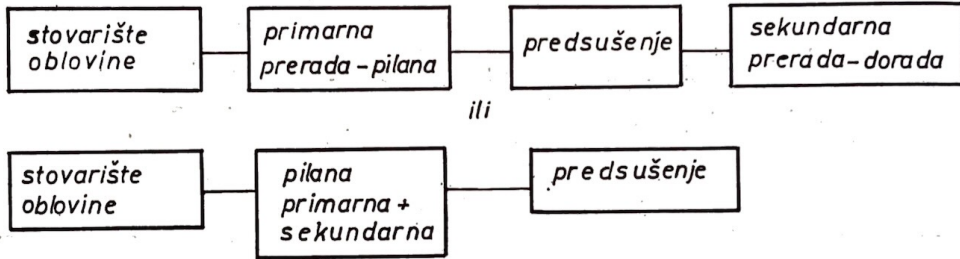 stovarište
oblovine
primarna
prerada-pilana
predsušenje
sekundarna
prerada-dorada
ili
stovarište
oblovine
pilana
primarna +
sekundarna
predsušenje